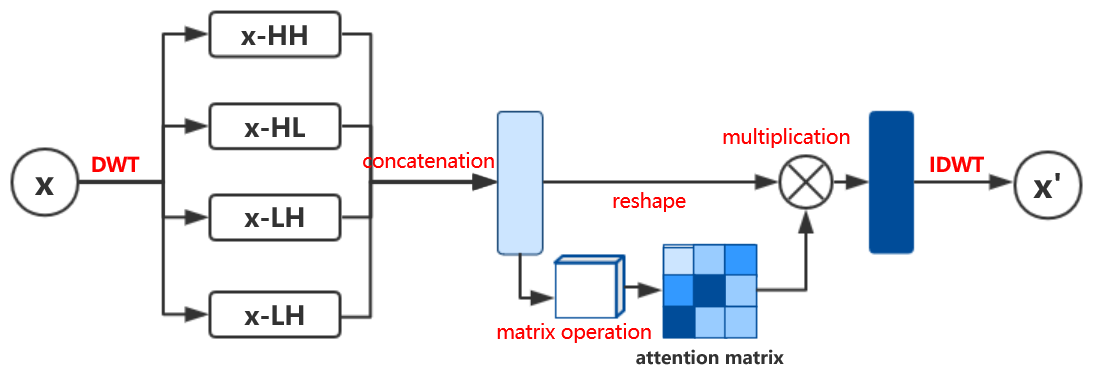 x
DWT
x-HH
x-HL
x-LH
x-LH
concatenation
reshape
matrix operation
attention matrix
multiplication
IDWT
x'